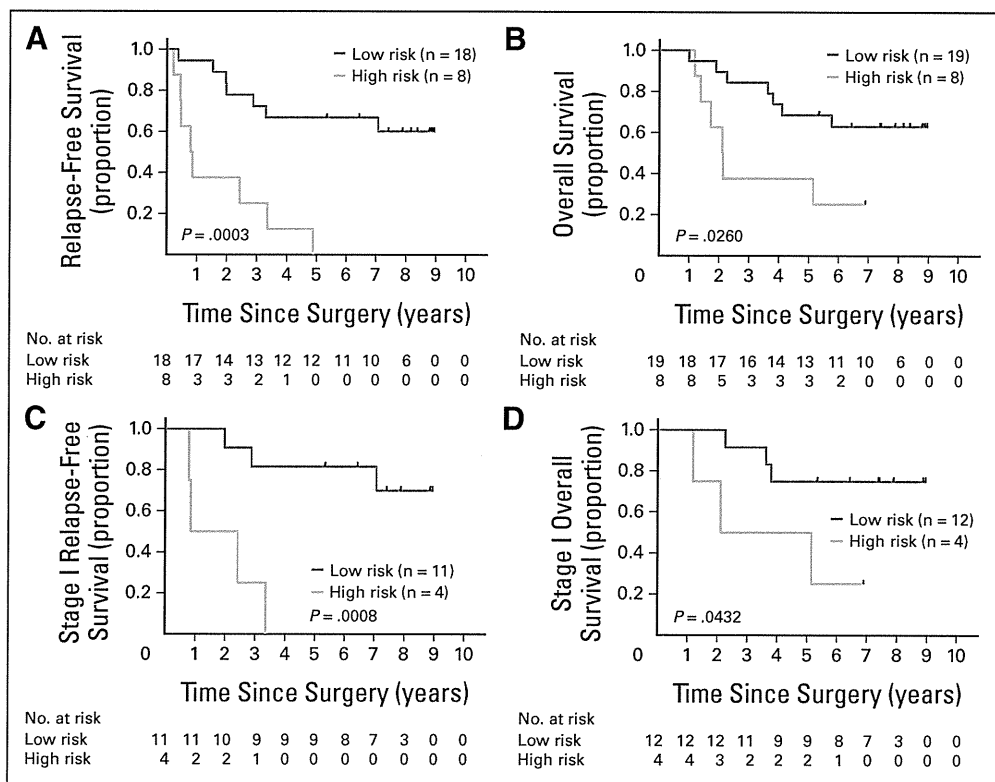 A
Relapse-Free Survival
(proportion)
1.0
0.8
0.6
0.4
0.2
Low risk (n = 18)
High risk (n = 8)
P = .0003
1 2 3 4 5 6 7 8 9 10
Time Since Surgery (years)
No. at risk
Low risk 18 17 14 13 12 12 11 10 6 0 0
High risk 8 3 3 2 1 0 0 0 0 0 0
B
Overall Survival
(proportion)
1.0
0.8
0.6
0.4
0.2
Low risk (n = 19)
High risk (n = 8)
P = .0260
0 1 2 3 4 5 6 7 8 9 10
Time Since Surgery (years)
No. at risk
Low risk 19 18 17 16 14 13 11 10 6 0 0
High risk 8 8 5 3 3 3 2 0 0 0 0
C
Stage I Relapse-Free
Survival (proportion)
1.0
0.8
0.6
0.4
0.2
Low risk (n = 11)
High risk (n = 4)
P = .0008
0 1 2 3 4 5 6 7 8 9 10
Time Since Surgery (years)
No. at risk
Low risk 11 11 10 9 9 9 8 7 3 0 0
High risk 4 2 2 1 0 0 0 0 0 0 0
D
Stage I Overall
Survival (proportion)
1.0
0.8
0.6
0.4
0.2
Low risk (n = 12)
High risk (n = 4)
P = .0432
0 1 2 3 4 5 6 7 8 9 10
Time Since Surgery (years)
No. at risk
Low risk 12 12 12 11 9 9 8 7 3 0 0
High risk 4 4 3 2 2 2 1 0 0 0 0